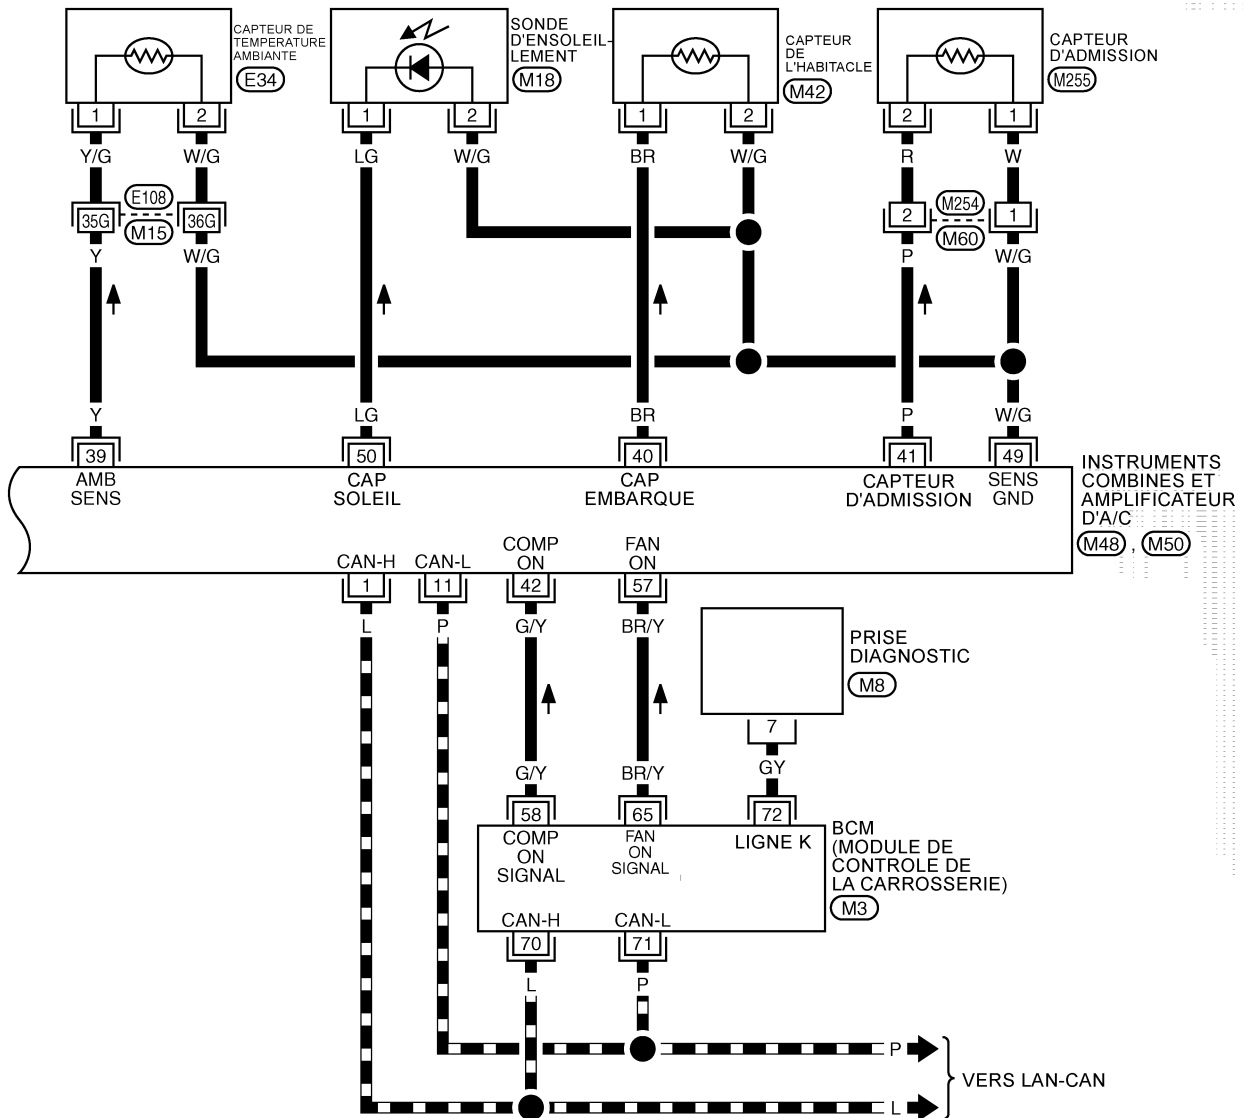 CAPTEUR DE
TEMPERATURE
AMBIANTE
E34
SONDE
D'ENSOLEIL-
LEMENT
M18
CAPTEUR
DE
L'HABITACLE
M42
CAPTEUR
D'ADMISSION
M255
1 2 1 2 1 2 2 1
Y/G W/G LG W/G BR W/G R W
E108
M254
35G 36G 2 1
M15
M60
Y W/G P W/G
Y LG BR P W/G
39 50 40 41 49
AMB
SENS
CAP
SOLEIL
CAP
EMBARQUE
CAPTEUR
D'ADMISSION
SENS
GND
INSTRUMENTS
COMBINES ET
AMPLIFICATEUR
D'A/C
M48 , M50
CAN-H CAN-L
COMP
ON
FAN
ON
1 11 42 57
L P G/Y BR/Y
PRISE
DIAGNOSTIC
M8
7
GY
G/Y BR/Y
58 65 72
COMP
ON
SIGNAL
FAN
ON
SIGNAL
LIGNE K
BCM
(MODULE DE
CONTROLE DE
LA CARROSSERIE)
M3
CAN-H CAN-L
70 71
L P
P
VERS LAN-CAN
L